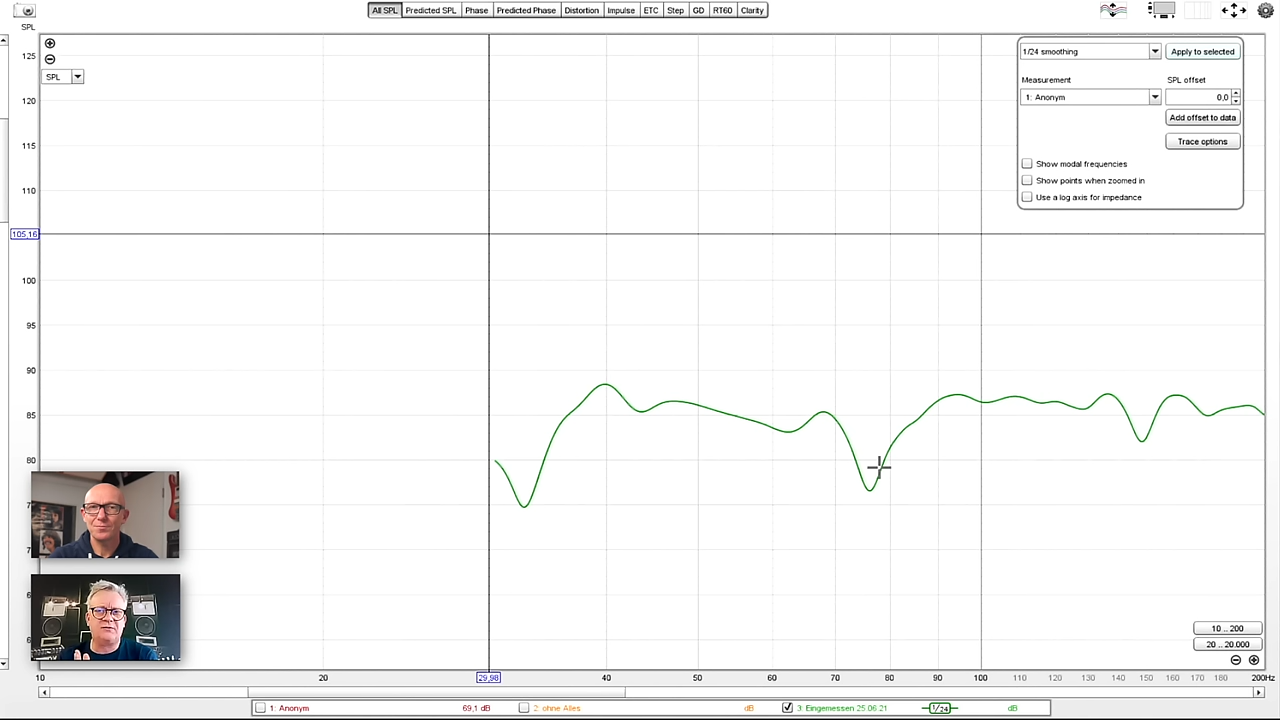 All SPL Predicted SPL Phase Predicted Phase Distortion Impulse ETC Step GD RT60 Clarity
SPL
125
120
115
110
105,16
100
95
90
85
80
SPL
1/24 smoothing Apply to selected
Measurement SPL offset
1: Anonym 0,0
Add offset to data
Trace options
Show modal frequencies
Show points when zoomed in
Use a log axis for impedance
10 .. 200
20 .. 20.000
10 20 29,98 40 50 60 70 80 90 100 110 120 130 140 150 160 180 200Hz
1: Anonym 69,1 dB 2: ohne Alles dB 3: Eingemessen 25.06.21 1/24 dB